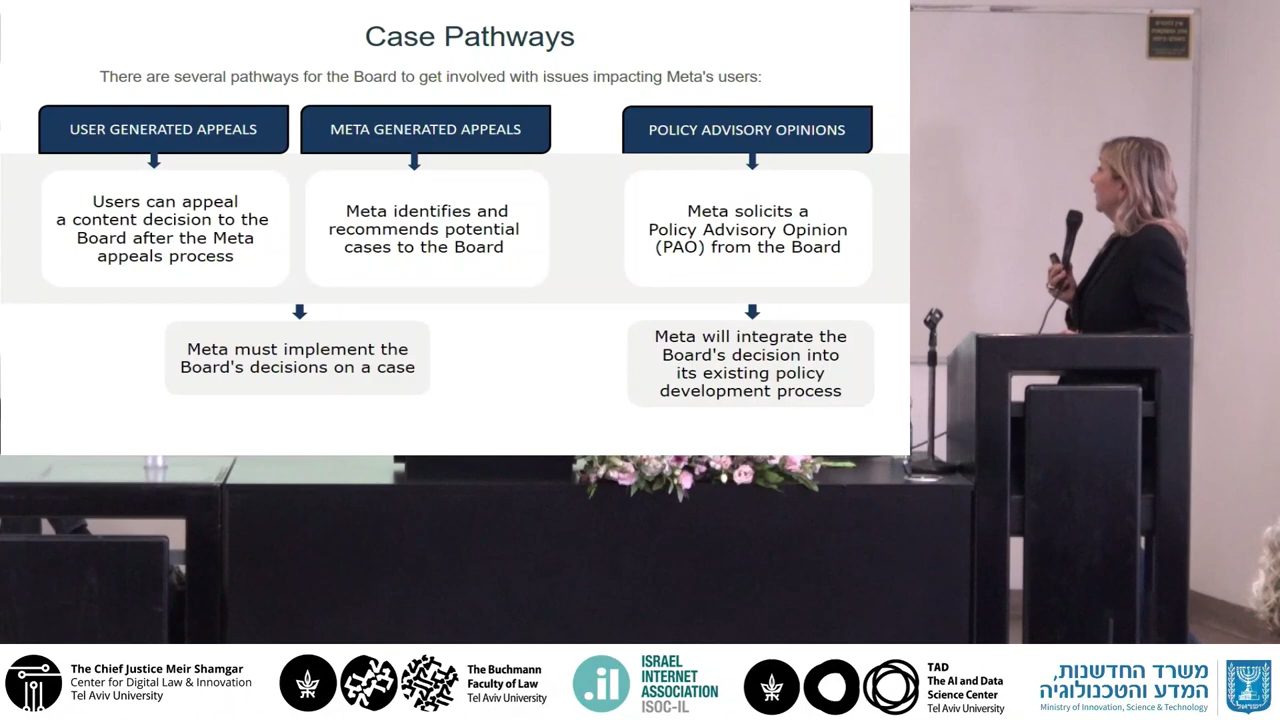 Case Pathways
There are several pathways for the Board to get involved with issues impacting Meta's users:
USER GENERATED APPEALS
META GENERATED APPEALS
POLICY ADVISORY OPINIONS
Users can appeal
a content decision to the
Board after the Meta
appeals process
Meta identifies and
recommends potential
cases to the Board
Meta solicits a
Policy Advisory Opinion
(PAO) from the Board
Meta must implement the
Board's decisions on a case
Meta will integrate the
Board's decision into
its existing policy
development process
The Chief Justice Meir Shamgar
Center for Digital Law & Innovation
Tel Aviv University
The Buchmann
Faculty of Law
Tel Aviv University
.il
ISRAEL
INTERNET
ASSOCIATION
ISOC-IL
TAD
The AI and Data
Science Center
Tel Aviv University
משרד החדשנות,
המדע והטכנולוגיה
Ministry of Innovation, Science & Technology